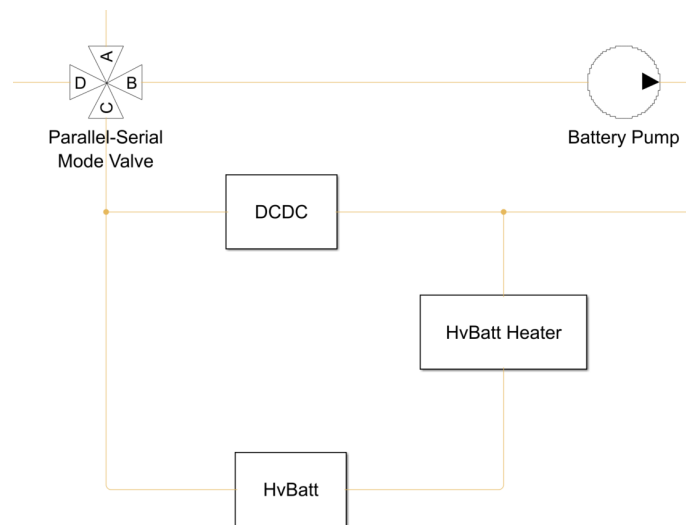 A
D
B
C
Parallel-Serial
Mode Valve
Battery Pump
DCDC
HvBatt Heater
HvBatt